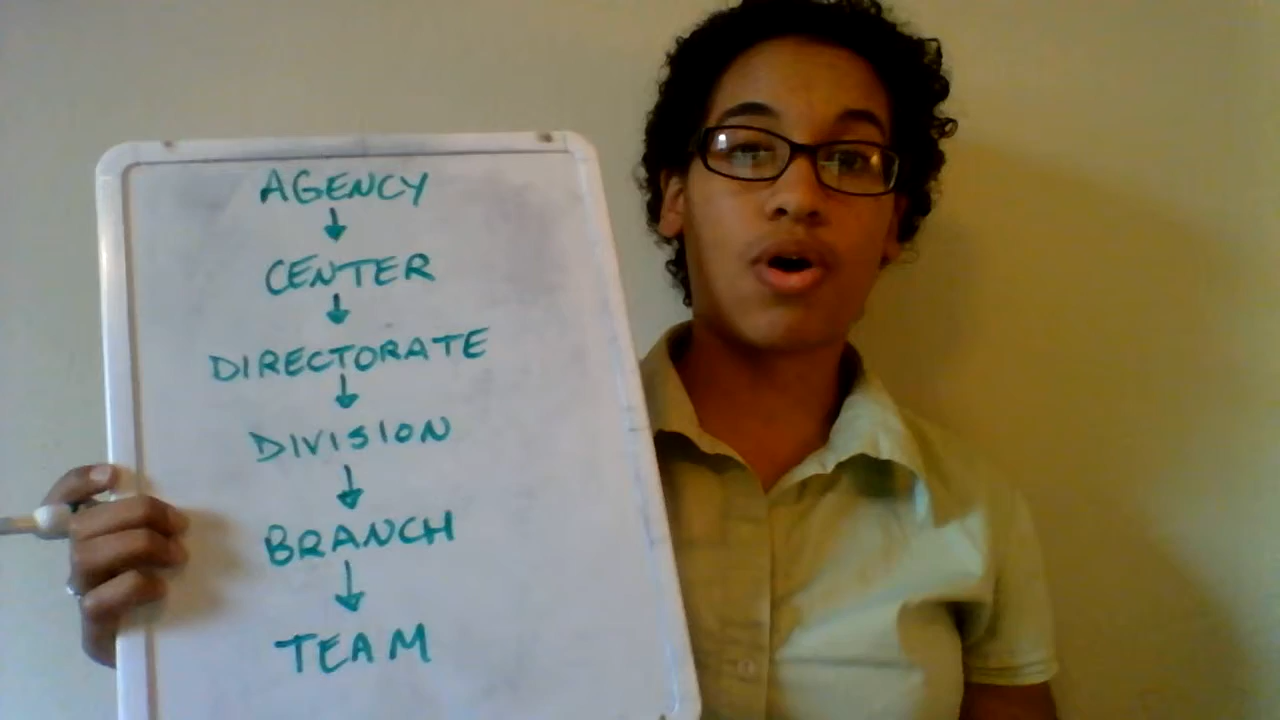 AGENCY
↓
CENTER
↓
DIRECTORATE
↓
DIVISION
↓
BRANCH
↓
TEAM